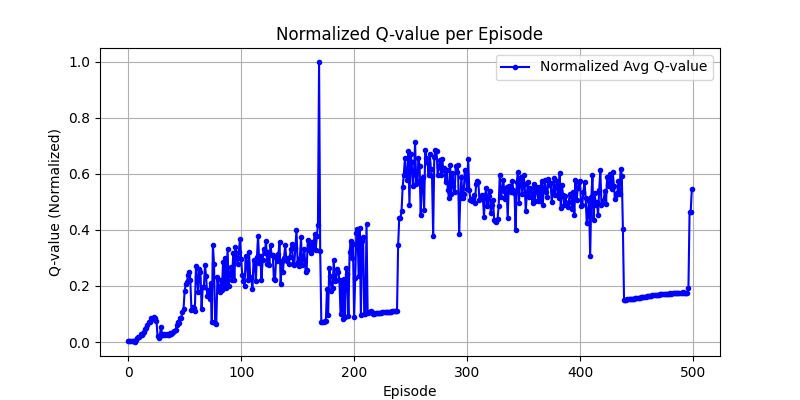 Normalized Q-value per Episode
Normalized Avg Q-value
Q-value (Normalized)
1.0
0.8
0.6
0.4
0.2
0.0
0 100 200 300 400 500
Episode